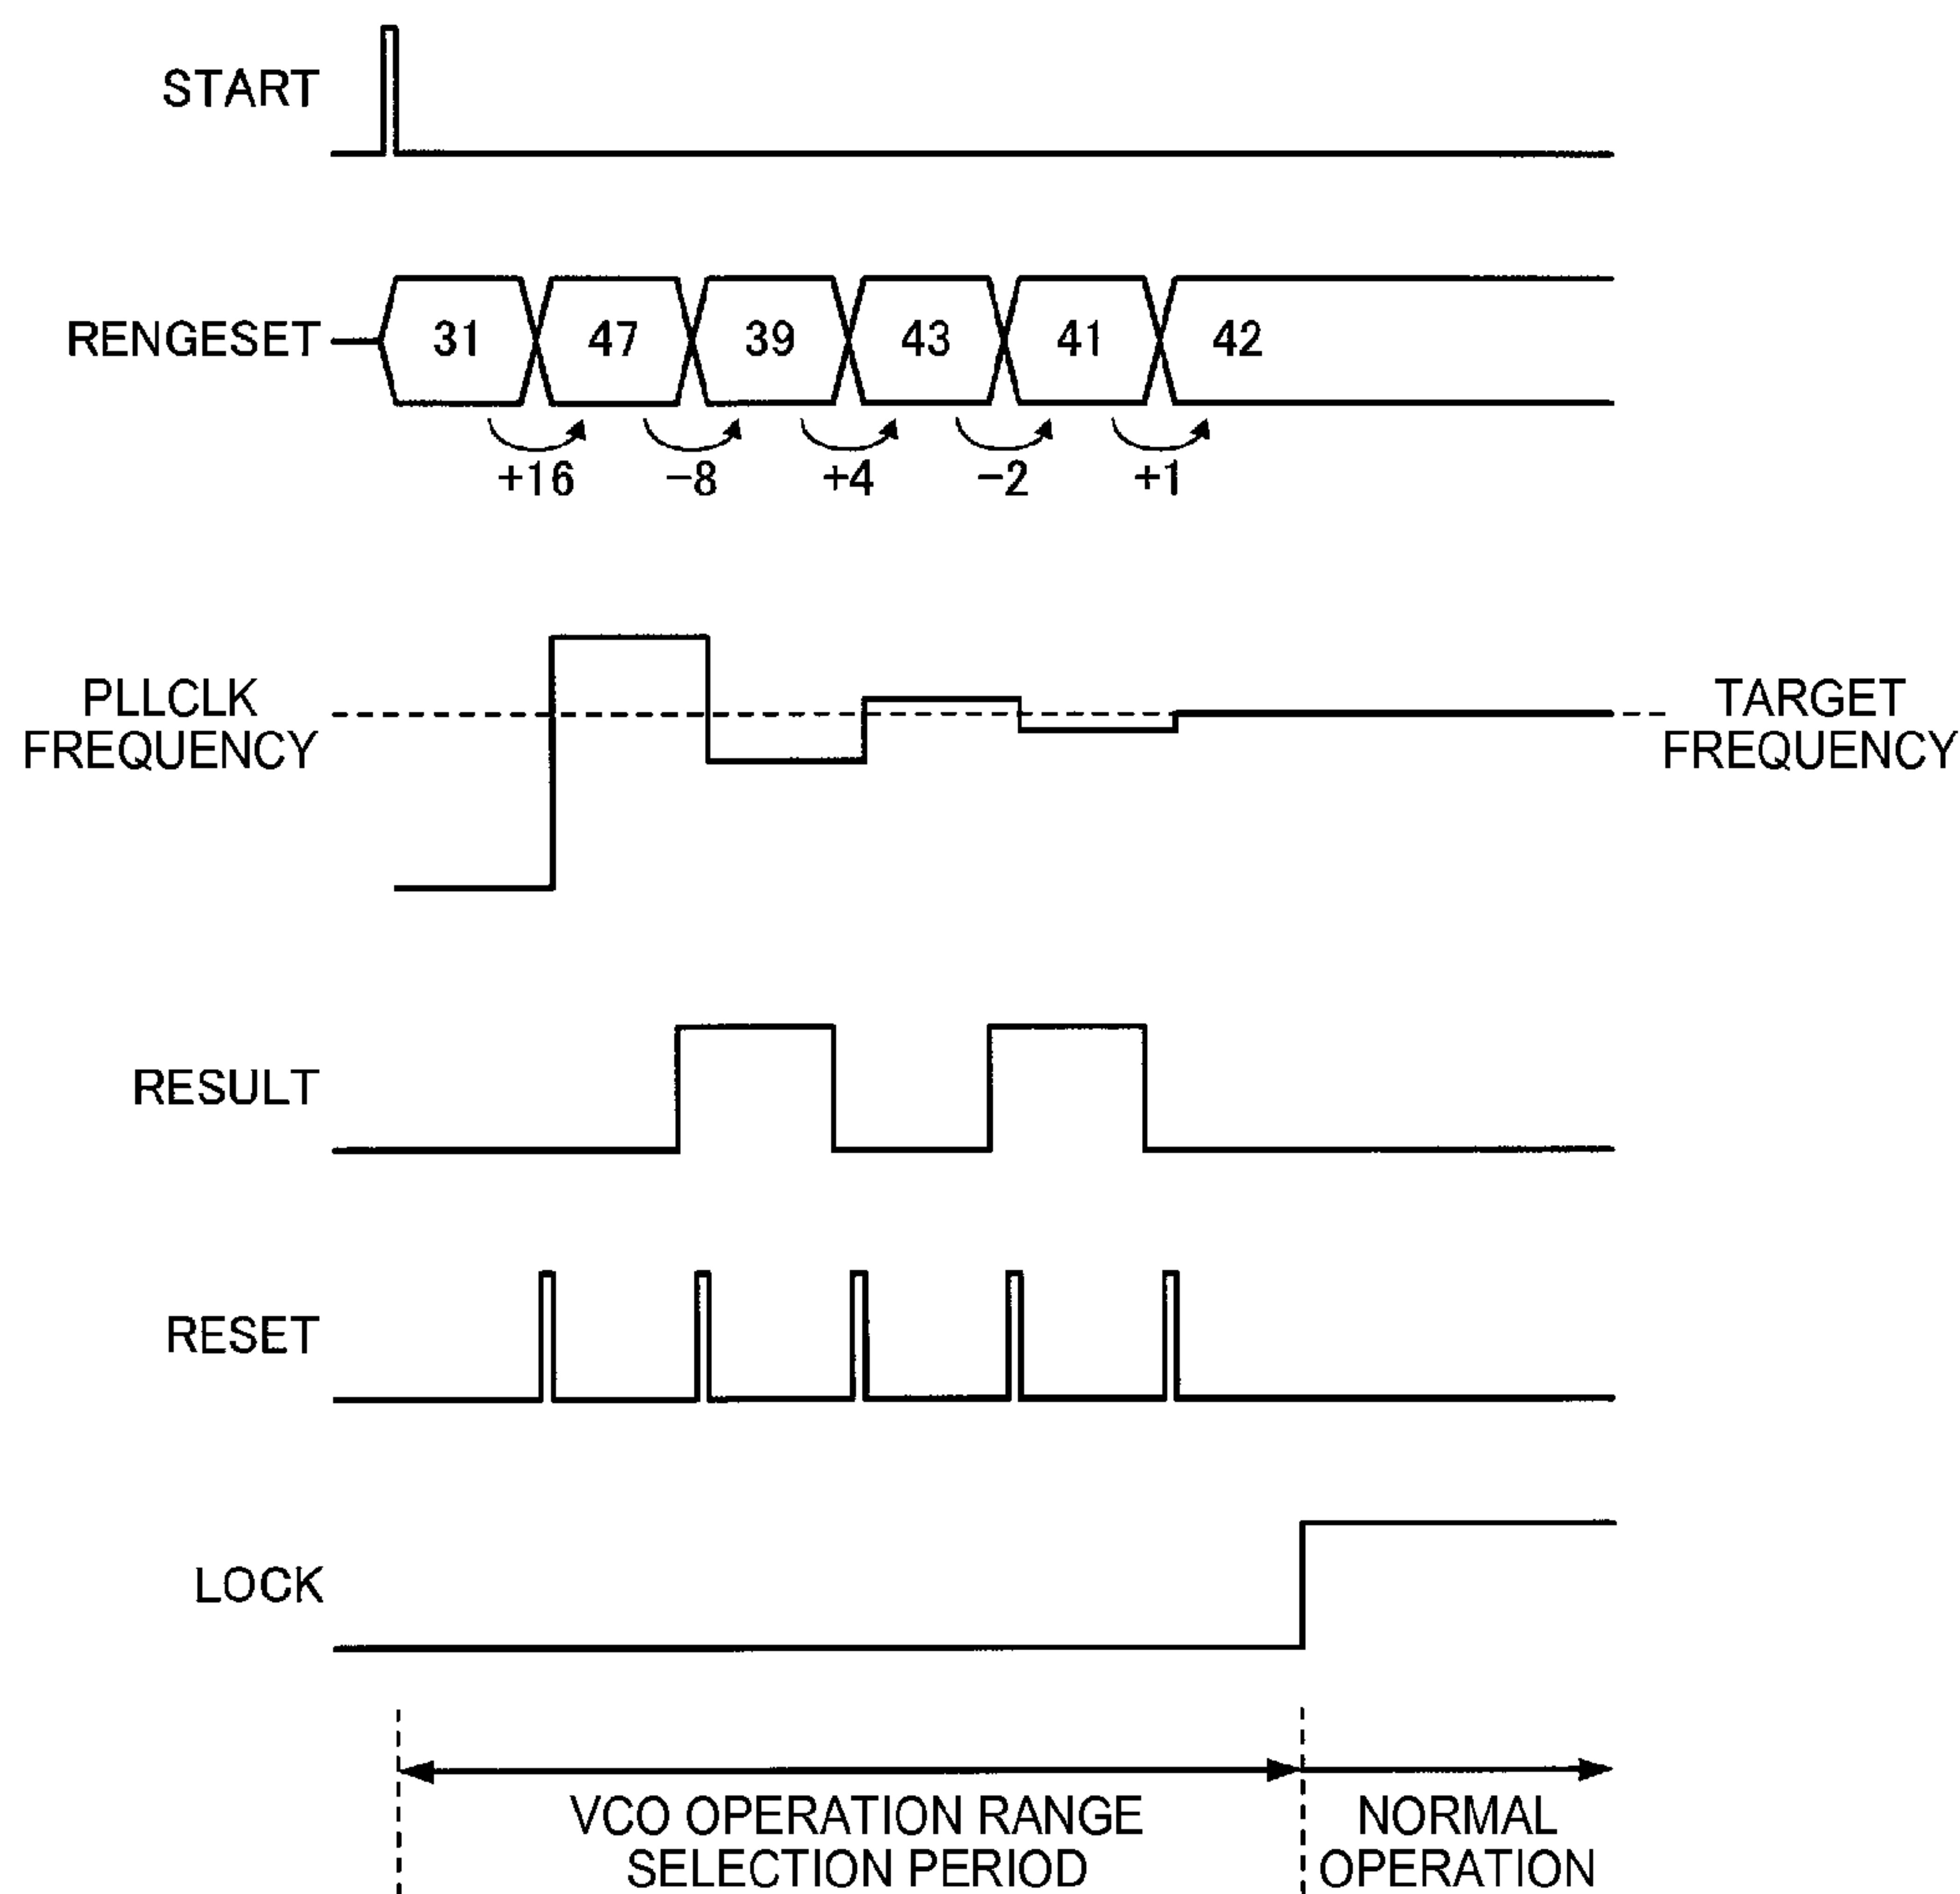 START
RENGESET
31 47 39 43 41 42
+16 −8 +4 −2 +1
PLLCLK
FREQUENCY
TARGET
FREQUENCY
RESULT
RESET
LOCK
VCO OPERATION RANGE
SELECTION PERIOD
NORMAL
OPERATION